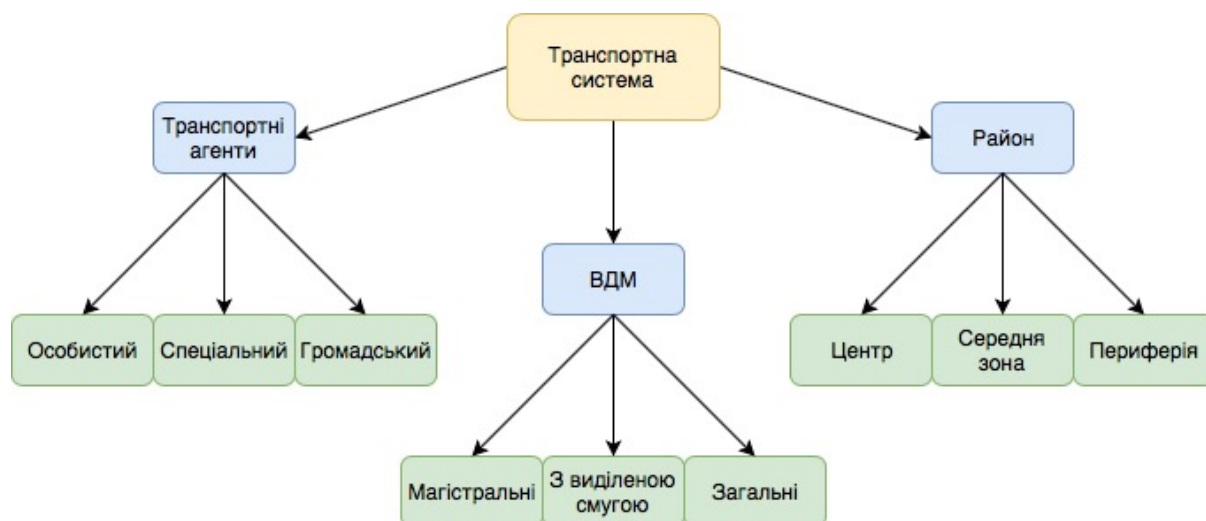 Транспортна
система
Транспортні
агенти
Район
ВДМ
Особистий
Спеціальний
Громадський
Центр
Середня
зона
Периферія
Магістральні
З виділеною
смугою
Загальні